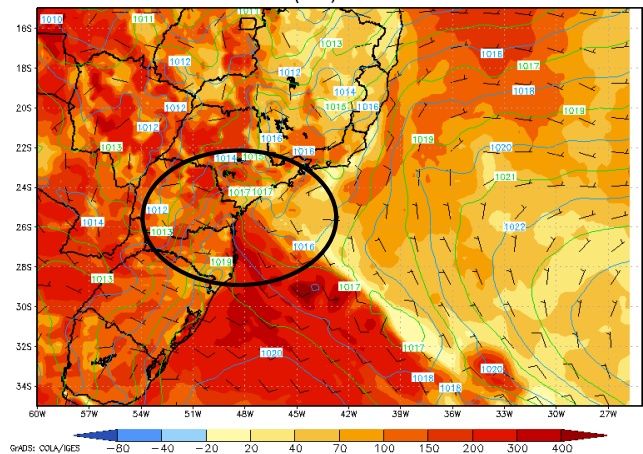 16S
18S
20S
22S
24S
26S
28S
30S
32S
34S
1010 1011 1011 1013 1016
1012 1012 1017
1014 1018
1012 1015 1016 1019
1012 1016 1019
1013 1014 1015 1016 1020
1017 1017 1021
1012
1014 1013 1016 1022
1019
1013 1017
1017
1020 1020
1018 1018
60W 57W 54W 51W 48W 45W 42W 39W 36W 33W 30W 27W
-80 -40 -20 20 40 70 100 150 200 300 400
GrADS: COLA/IGES